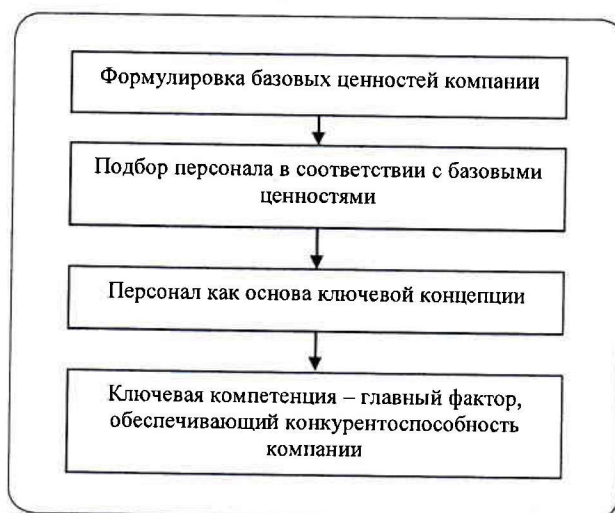 Формулировка базовых ценностей компании
Подбор персонала в соответствии с базовыми
ценностями
Персонал как основа ключевой концепции
Ключевая компетенция – главный фактор,
обеспечивающий конкурентоспособность
компании